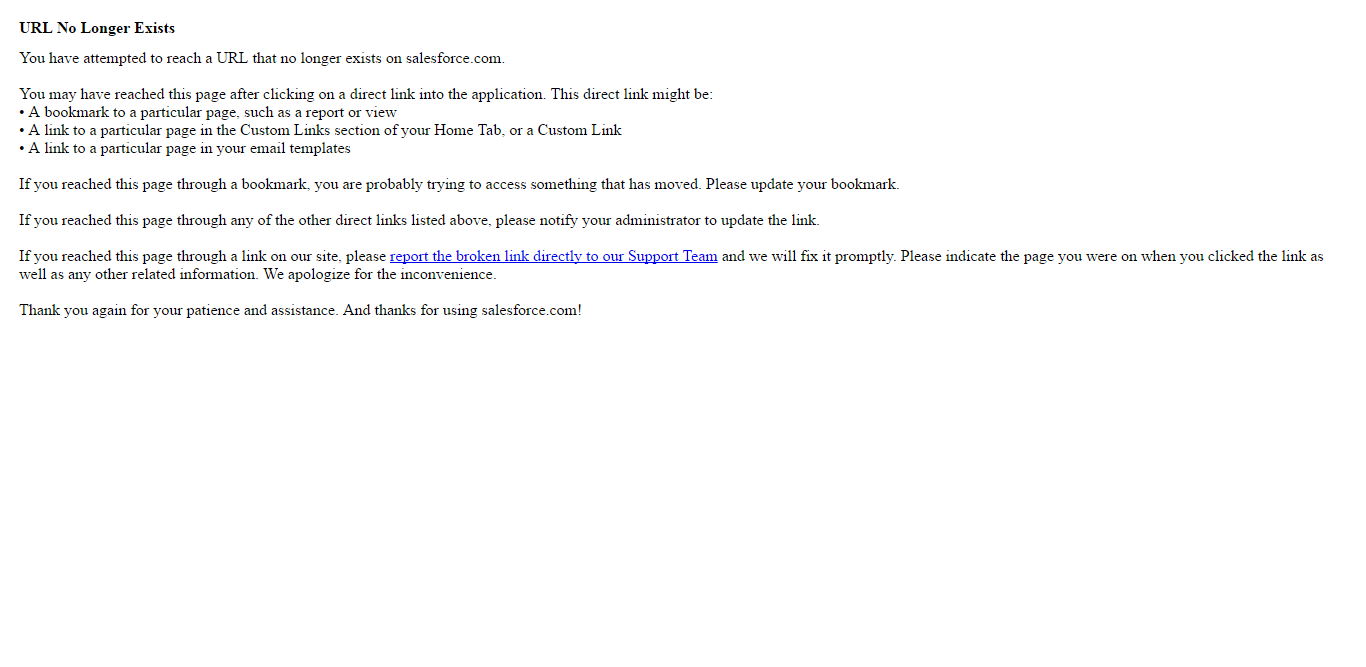 URL No Longer Exists
You have attempted to reach a URL that no longer exists on salesforce.com.
You may have reached this page after clicking on a direct link into the application. This direct link might be:
• A bookmark to a particular page, such as a report or view
• A link to a particular page in the Custom Links section of your Home Tab, or a Custom Link
• A link to a particular page in your email templates
If you reached this page through a bookmark, you are probably trying to access something that has moved. Please update your bookmark.
If you reached this page through any of the other direct links listed above, please notify your administrator to update the link.
If you reached this page through a link on our site, please report the broken link directly to our Support Team and we will fix it promptly. Please indicate the page you were on when you clicked the link as
well as any other related information. We apologize for the inconvenience.
Thank you again for your patience and assistance. And thanks for using salesforce.com!